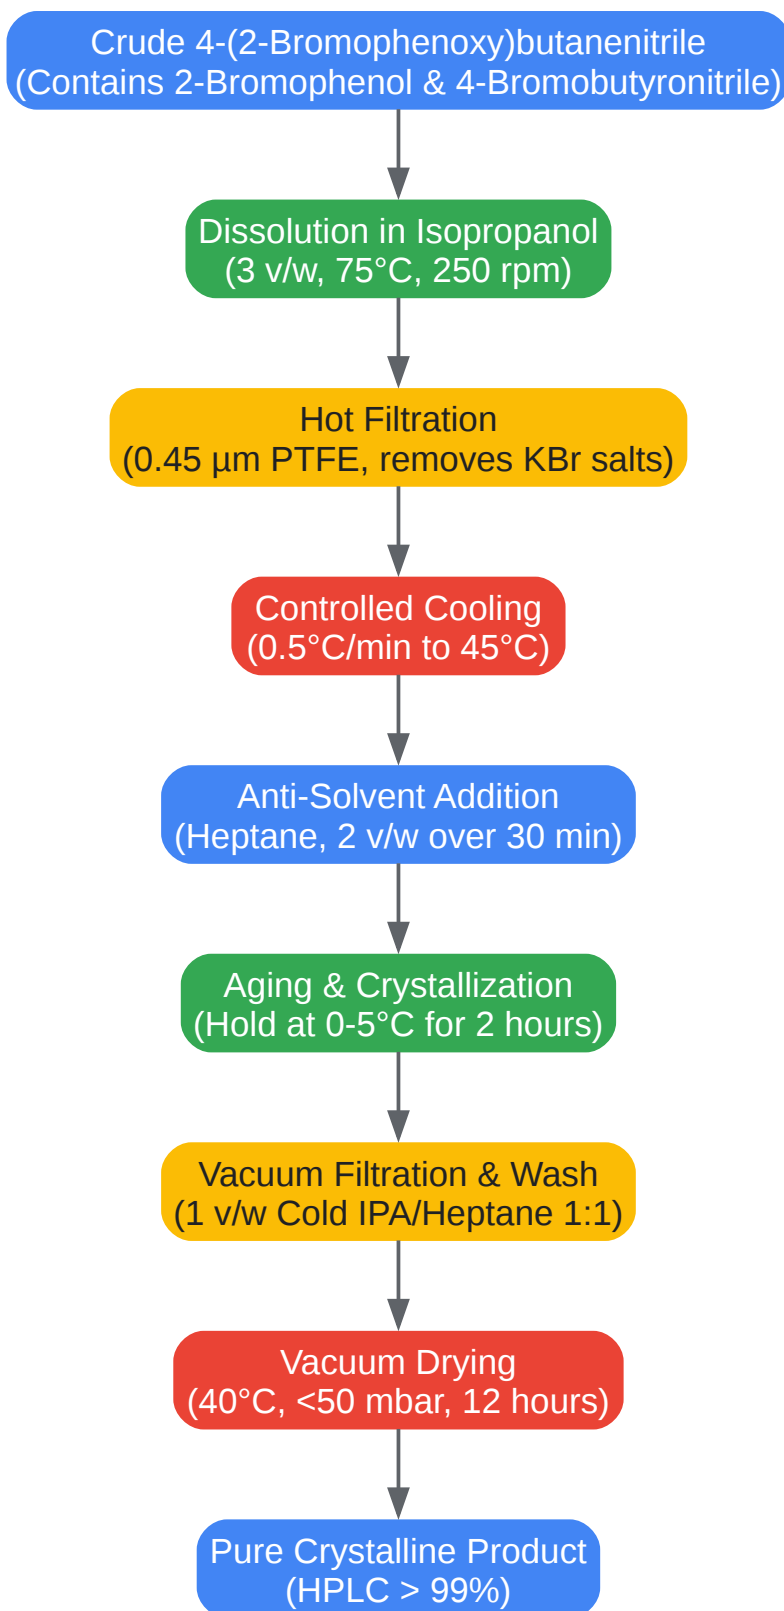 Crude 4-(2-Bromophenoxy)butanenitrile
(Contains 2-Bromophenol & 4-Bromobutyronitrile)
Dissolution in Isopropanol
(3 v/w, 75°C, 250 rpm)
Hot Filtration
(0.45 µm PTFE, removes KBr salts)
Controlled Cooling
(0.5°C/min to 45°C)
Anti-Solvent Addition
(Heptane, 2 v/w over 30 min)
Aging & Crystallization
(Hold at 0-5°C for 2 hours)
Vacuum Filtration & Wash
(1 v/w Cold IPA/Heptane 1:1)
Vacuum Drying
(40°C, <50 mbar, 12 hours)
Pure Crystalline Product
(HPLC > 99%)